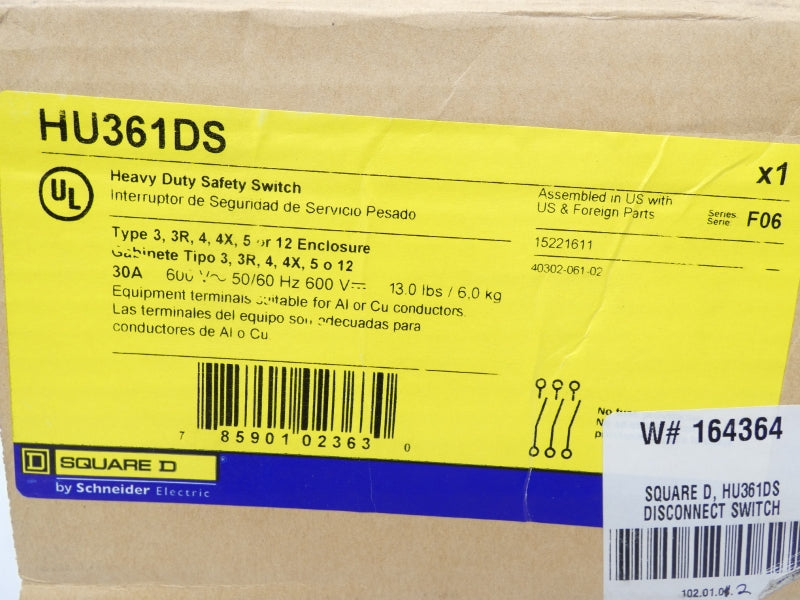 HU361DS
x1
UL
Heavy Duty Safety Switch
Interruptor de Seguridad de Servicio Pesado
Assembled in US with
US & Foreign Parts
Series:
Serie:
F06
Type 3, 3R, 4, 4X, 5 or 12 Enclosure
Gabinete Tipo 3, 3R, 4, 4X, 5 o 12
15221611
30A 600 V~ 50/60 Hz 600 V⎓ 13.0 lbs / 6.0 kg
40302-061-02
Equipment terminals suitable for Al or Cu conductors.
Las terminales del equipo son adecuadas para
conductores de Al o Cu
7 85901 02363 0
No
D SQUARE D
by Schneider Electric
W# 164364
SQUARE D, HU361DS
DISCONNECT SWITCH